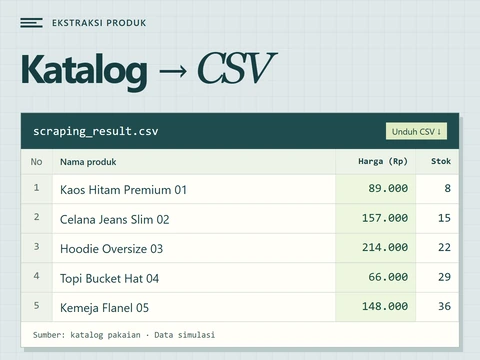 EKSTRAKSI PRODUK
Katalog → CSV
scraping_result.csv Unduh CSV ↓
No Nama produk Harga (Rp) Stok
1 Kaos Hitam Premium 01 89.000 8
2 Celana Jeans Slim 02 157.000 15
3 Hoodie Oversize 03 214.000 22
4 Topi Bucket Hat 04 66.000 29
5 Kemeja Flanel 05 148.000 36
Sumber: katalog pakaian · Data simulasi